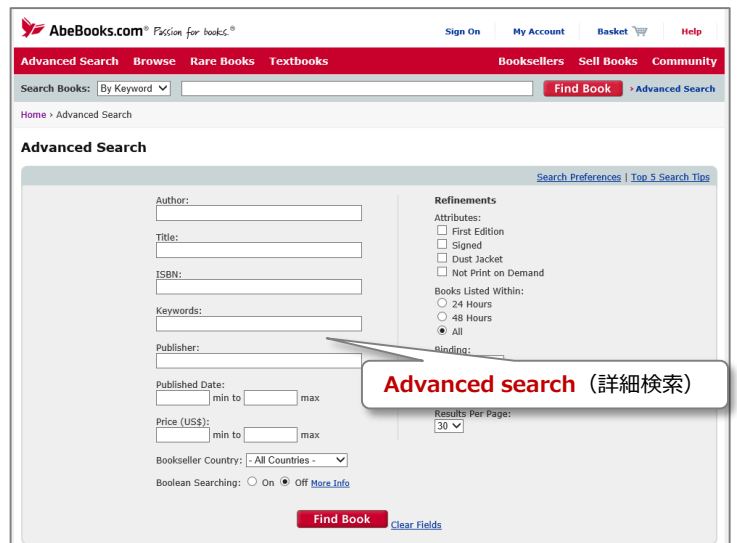 AbeBooks.com® Passion for books.®
Sign On My Account Basket Help
Advanced Search Browse Rare Books Textbooks Booksellers Sell Books Community
Search Books: By Keyword Find Book › Advanced Search
Home › Advanced Search
Advanced Search
Search Preferences | Top 5 Search Tips
Author:
Title:
ISBN:
Keywords:
Publisher:
Published Date:
min to max
Price (US$):
min to max
Bookseller Country: - All Countries -
Boolean Searching: On Off More Info
Refinements
Attributes:
First Edition
Signed
Dust Jacket
Not Print on Demand
Books Listed Within:
24 Hours
48 Hours
All
Binding:
Advanced search（詳細検索）
Results Per Page:
30
Find Book Clear Fields